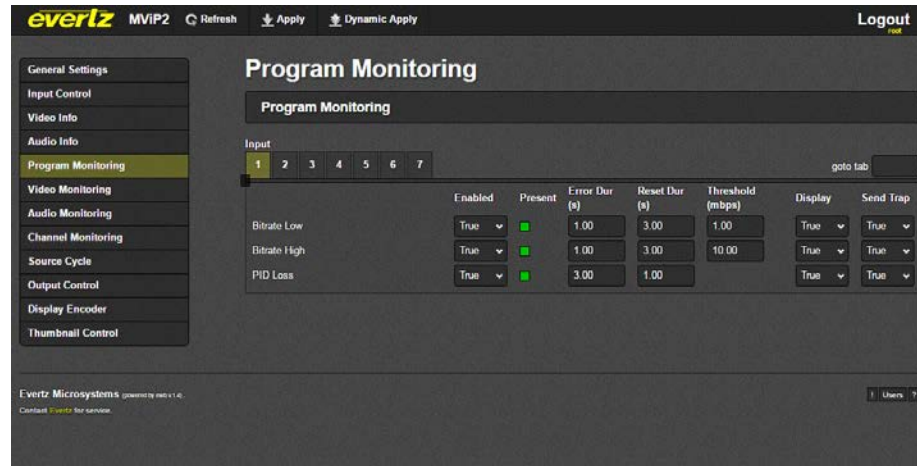 evertz MViP2 Refresh Apply Dynamic Apply Logout
root
General Settings
Input Control
Video Info
Audio Info
Program Monitoring
Video Monitoring
Audio Monitoring
Channel Monitoring
Source Cycle
Output Control
Display Encoder
Thumbnail Control
Program Monitoring
Program Monitoring
Input
1 2 3 4 5 6 7 goto tab
Enabled Present Error Dur (s) Reset Dur (s) Threshold (mbps) Display Send Trap
Bitrate Low True 1.00 3.00 1.00 True True
Bitrate High True 1.00 3.00 10.00 True True
PID Loss True 3.00 1.00 True True
Evertz Microsystems
Contact Evertz for service.
! Users ?